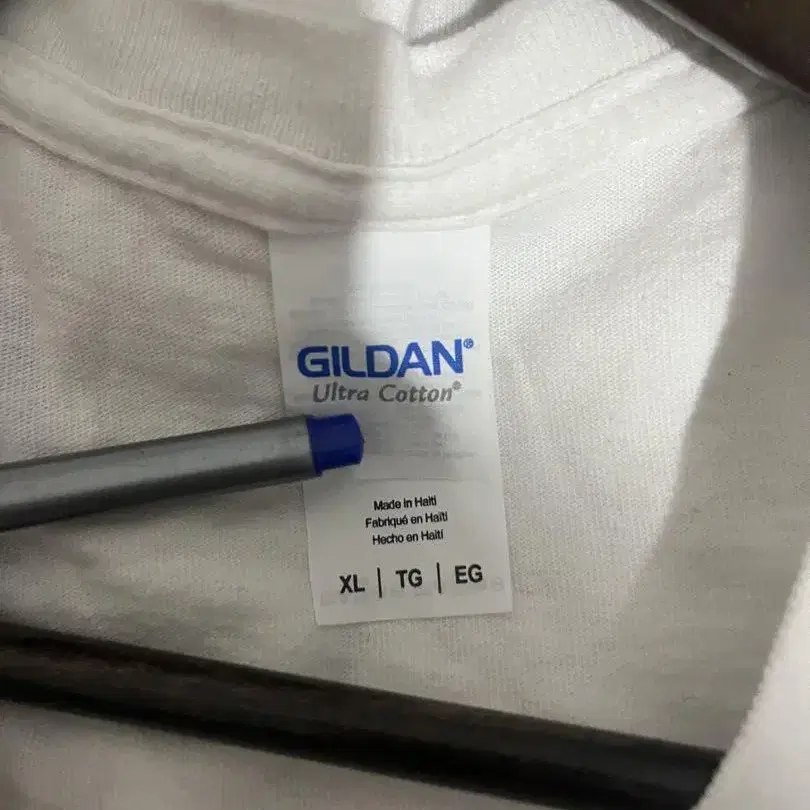 GILDAN®
Ultra Cotton®
Made in Haiti
Fabriqué en Haïti
Hecho en Haití
XL | TG | EG